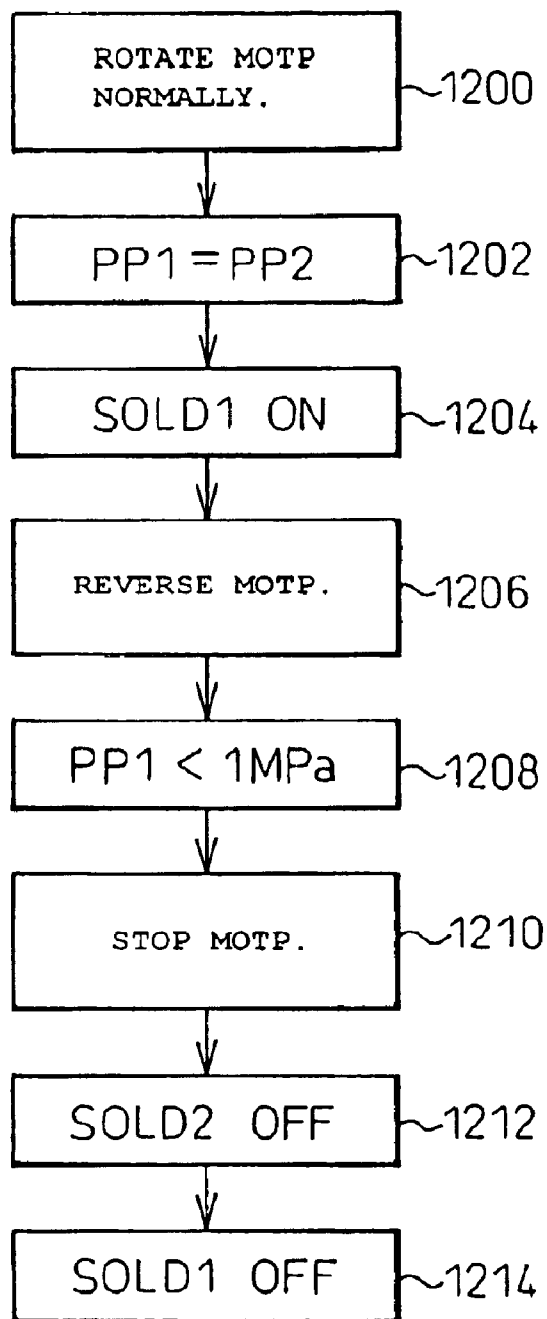 ROTATE MOTP
NORMALLY.
1200
PP1 = PP2
1202
SOLD1 ON
1204
REVERSE MOTP.
1206
PP1 < 1MPa
1208
STOP MOTP.
1210
SOLD2 OFF
1212
SOLD1 OFF
1214